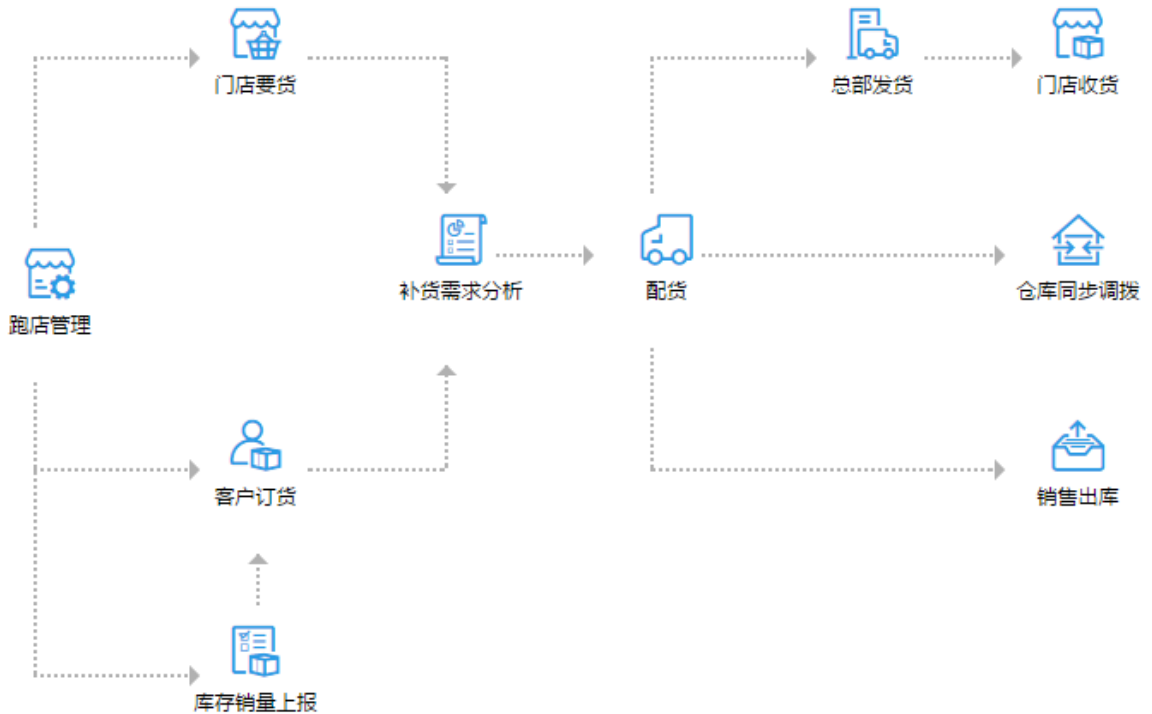 门店要货
总部发货
门店收货
补货需求分析
配货
仓库同步调拨
跑店管理
客户订货
销售出库
库存销量上报